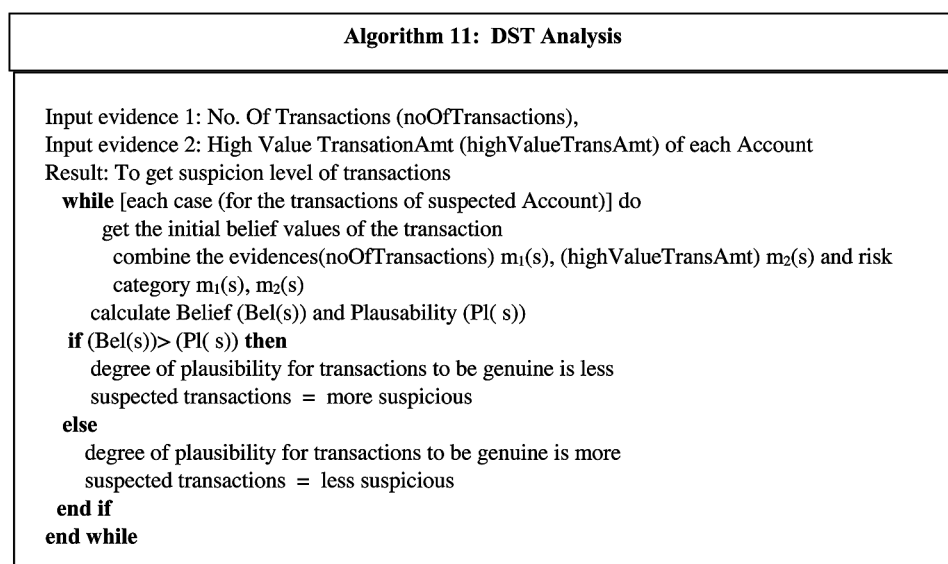 Algorithm 11: DST Analysis
Input evidence 1: No. Of Transactions (noOfTransactions),
Input evidence 2: High Value TransationAmt (highValueTransAmt) of each Account
Result: To get suspicion level of transactions
while [each case (for the transactions of suspected Account)] do
get the initial belief values of the transaction
combine the evidences(noOfTransactions) m₁(s), (highValueTransAmt) m₂(s) and risk
category m₁(s), m₂(s)
calculate Belief (Bel(s)) and Plausability (Pl( s))
if (Bel(s))> (Pl( s)) then
degree of plausibility for transactions to be genuine is less
suspected transactions = more suspicious
else
degree of plausibility for transactions to be genuine is more
suspected transactions = less suspicious
end if
end while